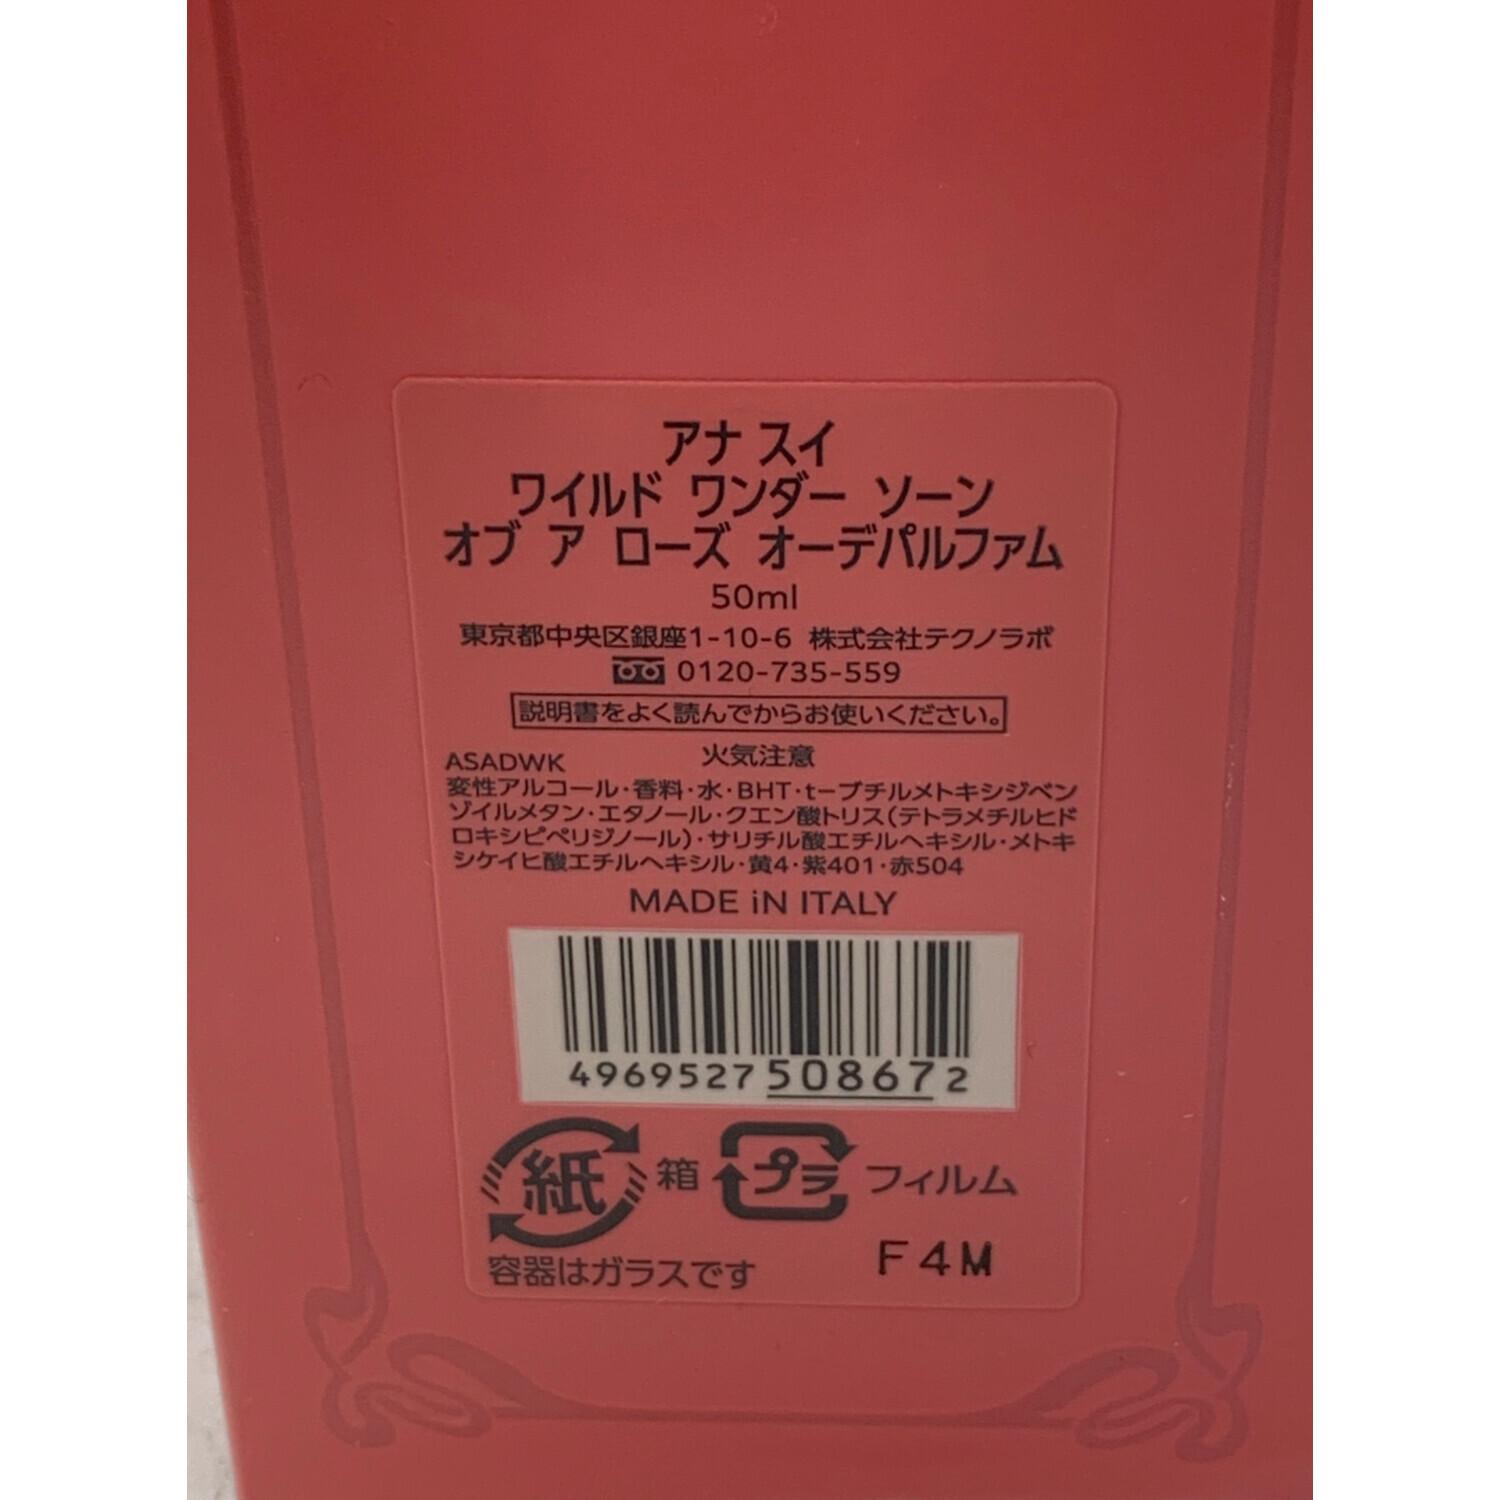 アナ スイ
ワイルド ワンダー ソーン
オブ ア ローズ オーデパルファム
50ml
東京都中央区銀座1-10-6 株式会社テクノラボ
0120-735-559
説明書をよく読んでからお使いください。
火気注意
ASADWK
変性アルコール・香料・水・BHT・t-ブチルメトキシジベン
ゾイルメタン・エタノール・クエン酸トリス(テトラメチルヒド
ロキシピペリジノール)・サリチル酸エチルヘキシル・メトキ
シケイヒ酸エチルヘキシル・黄4・紫401・赤504
MADE iN ITALY
4969527508672
紙 箱 プラ フィルム
容器はガラスです F4M